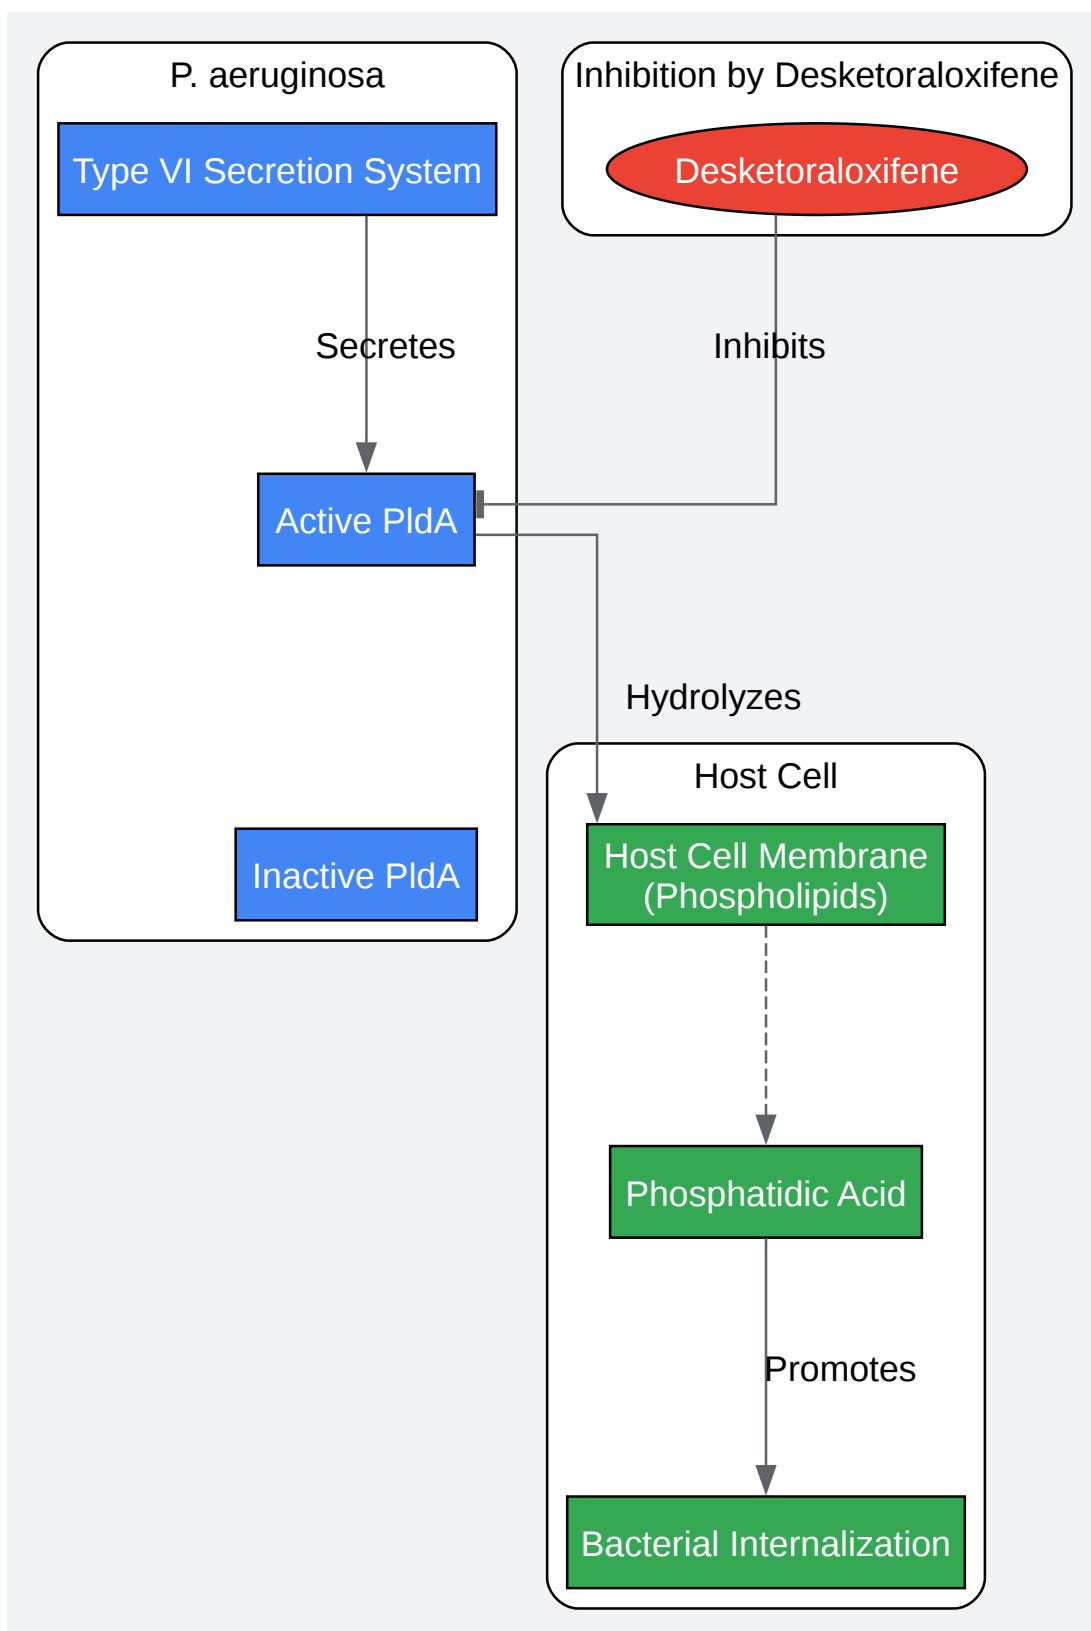 P. aeruginosa
Inhibition by Desketoraloxifene
Type VI Secretion System
Desketoraloxifene
Secretes
Inhibits
Active PldA
Hydrolyzes
Host Cell
Inactive PldA
Host Cell Membrane
(Phospholipids)
Phosphatidic Acid
Promotes
Bacterial Internalization